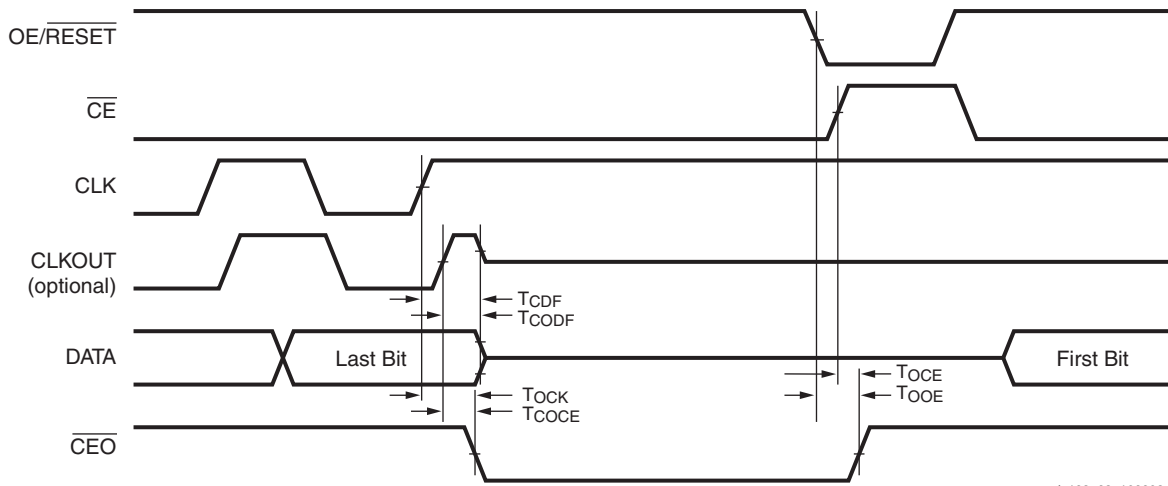 OE/RESET
CE
CLK
CLKOUT
(optional)
TCDF
TCODF
DATA
Last Bit
First Bit
TOCE
TOOE
TOCK
TCOCE
CEO